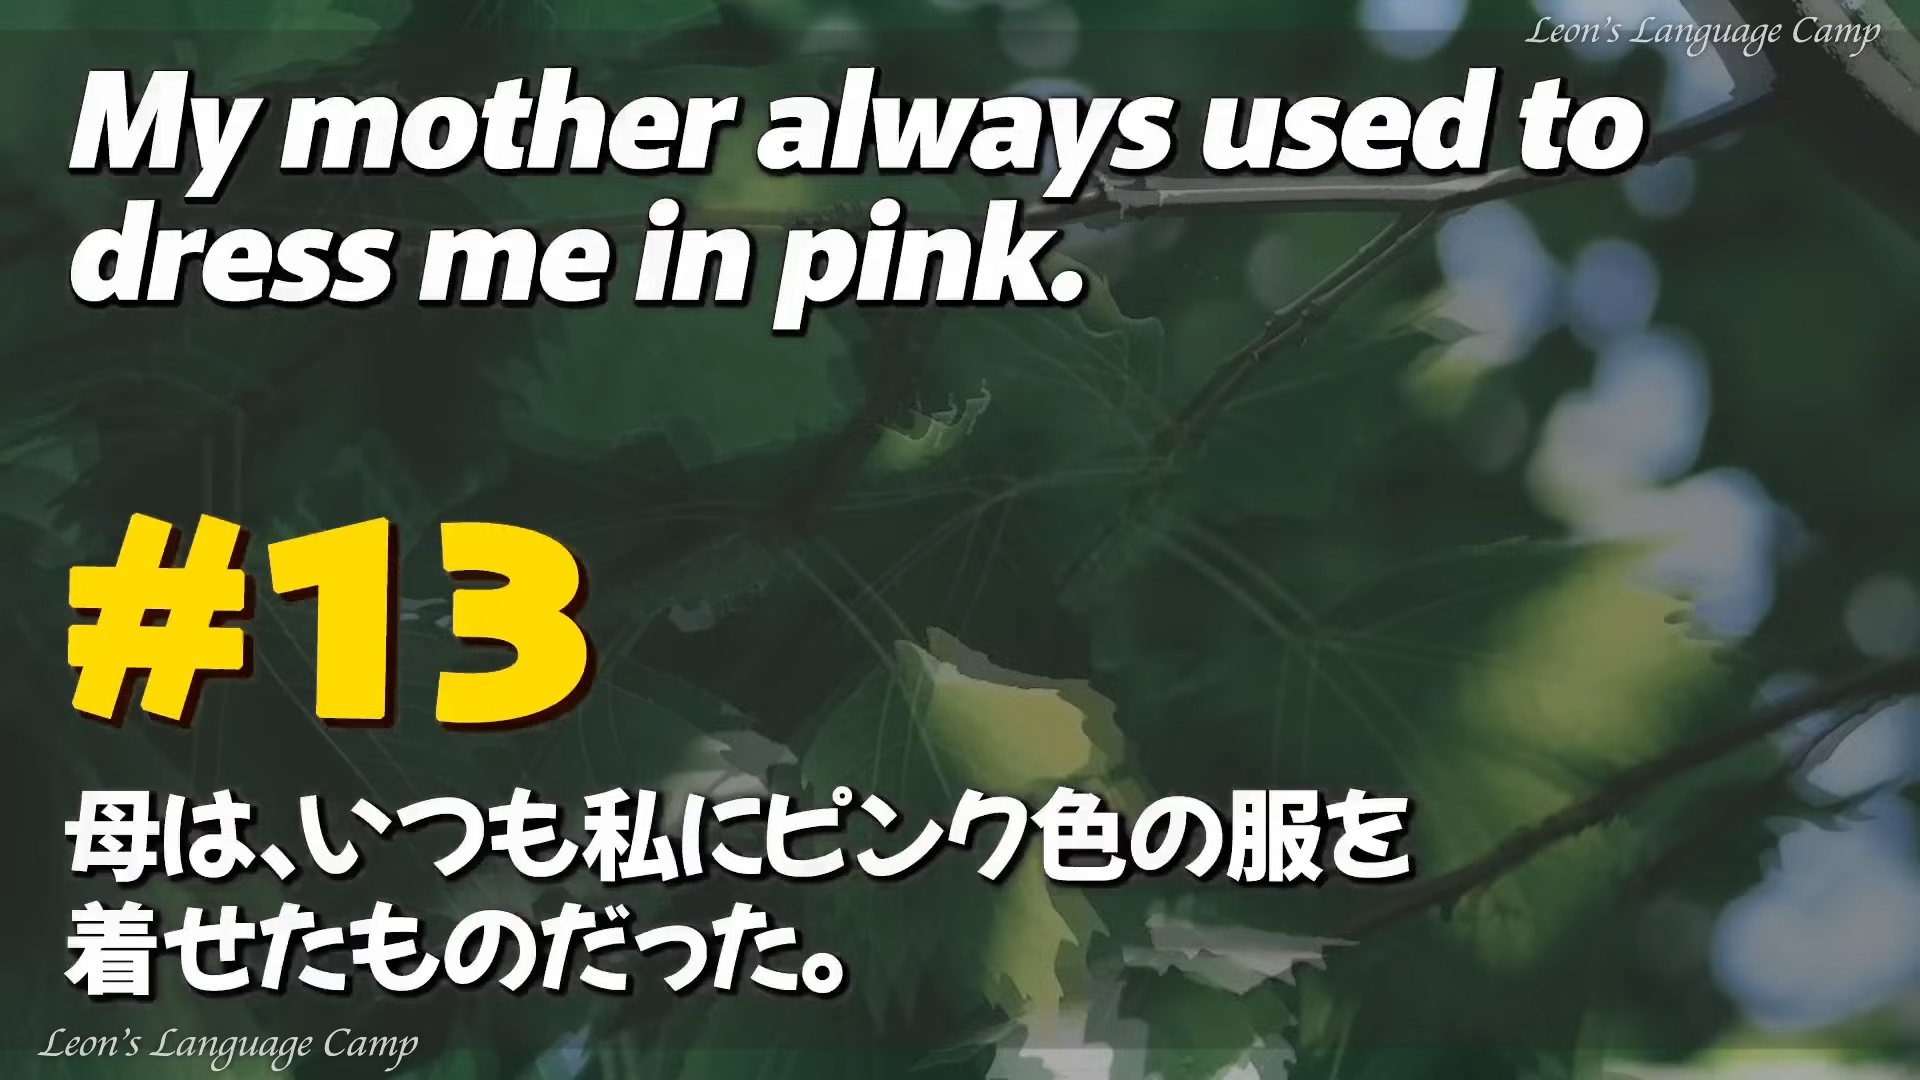 Leon's Language Camp
My mother always used to
dress me in pink.
#13
母は、いつも私にピンク色の服を
着せたものだった。
Leon's Language Camp